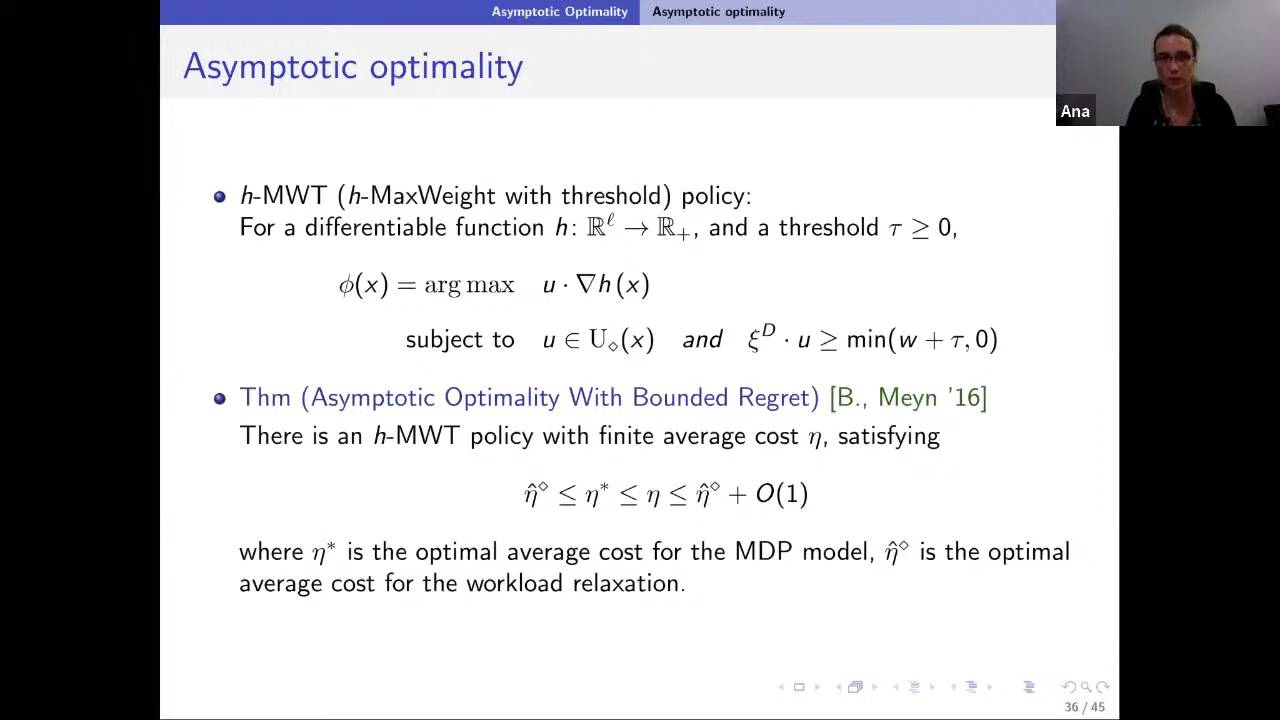 Asymptotic Optimality Asymptotic optimality
Asymptotic optimality
Ana
h-MWT (h-MaxWeight with threshold) policy:
For a differentiable function h: ℝ^ℓ → ℝ₊, and a threshold τ ≥ 0,
ϕ(x) = arg max u · ∇h (x)
subject to u ∈ U⋄(x) and ξ^D · u ≥ min(w + τ, 0)
Thm (Asymptotic Optimality With Bounded Regret) [B., Meyn '16]
There is an h-MWT policy with finite average cost η, satisfying
η̂^⋄ ≤ η* ≤ η ≤ η̂^⋄ + O(1)
where η* is the optimal average cost for the MDP model, η̂^⋄ is the optimal
average cost for the workload relaxation.
36 / 45